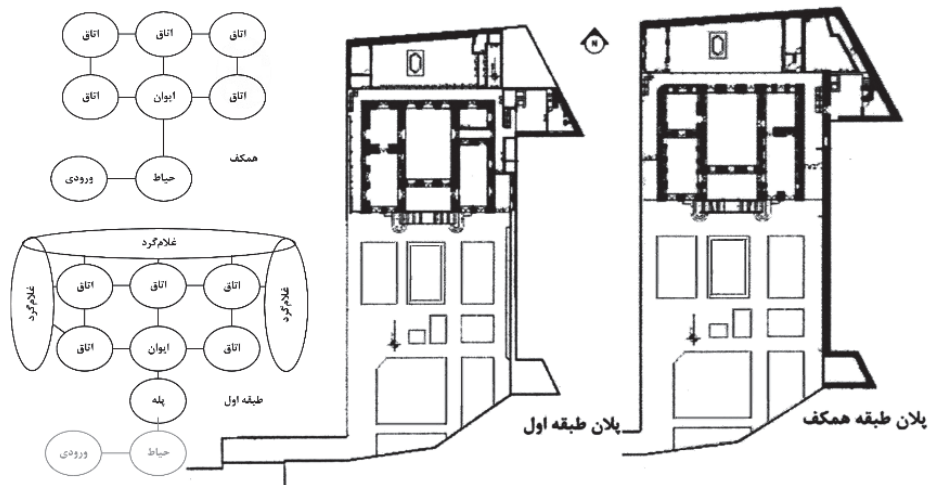 اتاق اتاق اتاق
اتاق ایوان اتاق
همکف
ورودی حیاط
غلام‌گرد
غلام‌گرد
غلام‌گرد
اتاق اتاق اتاق
اتاق ایوان اتاق
پله
طبقه اول
ورودی حیاط
N
پلان طبقه اول
پلان طبقه همکف